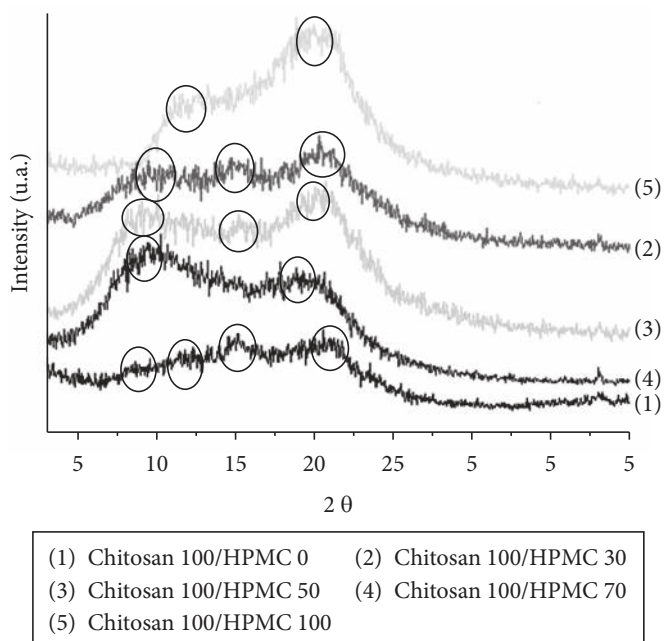 Intensity (u.a.)
(5)
(2)
(3)
(4)
(1)
5 10 15 20 25 5 5 5
2 θ
(1) Chitosan 100/HPMC 0 (2) Chitosan 100/HPMC 30
(3) Chitosan 100/HPMC 50 (4) Chitosan 100/HPMC 70
(5) Chitosan 100/HPMC 100